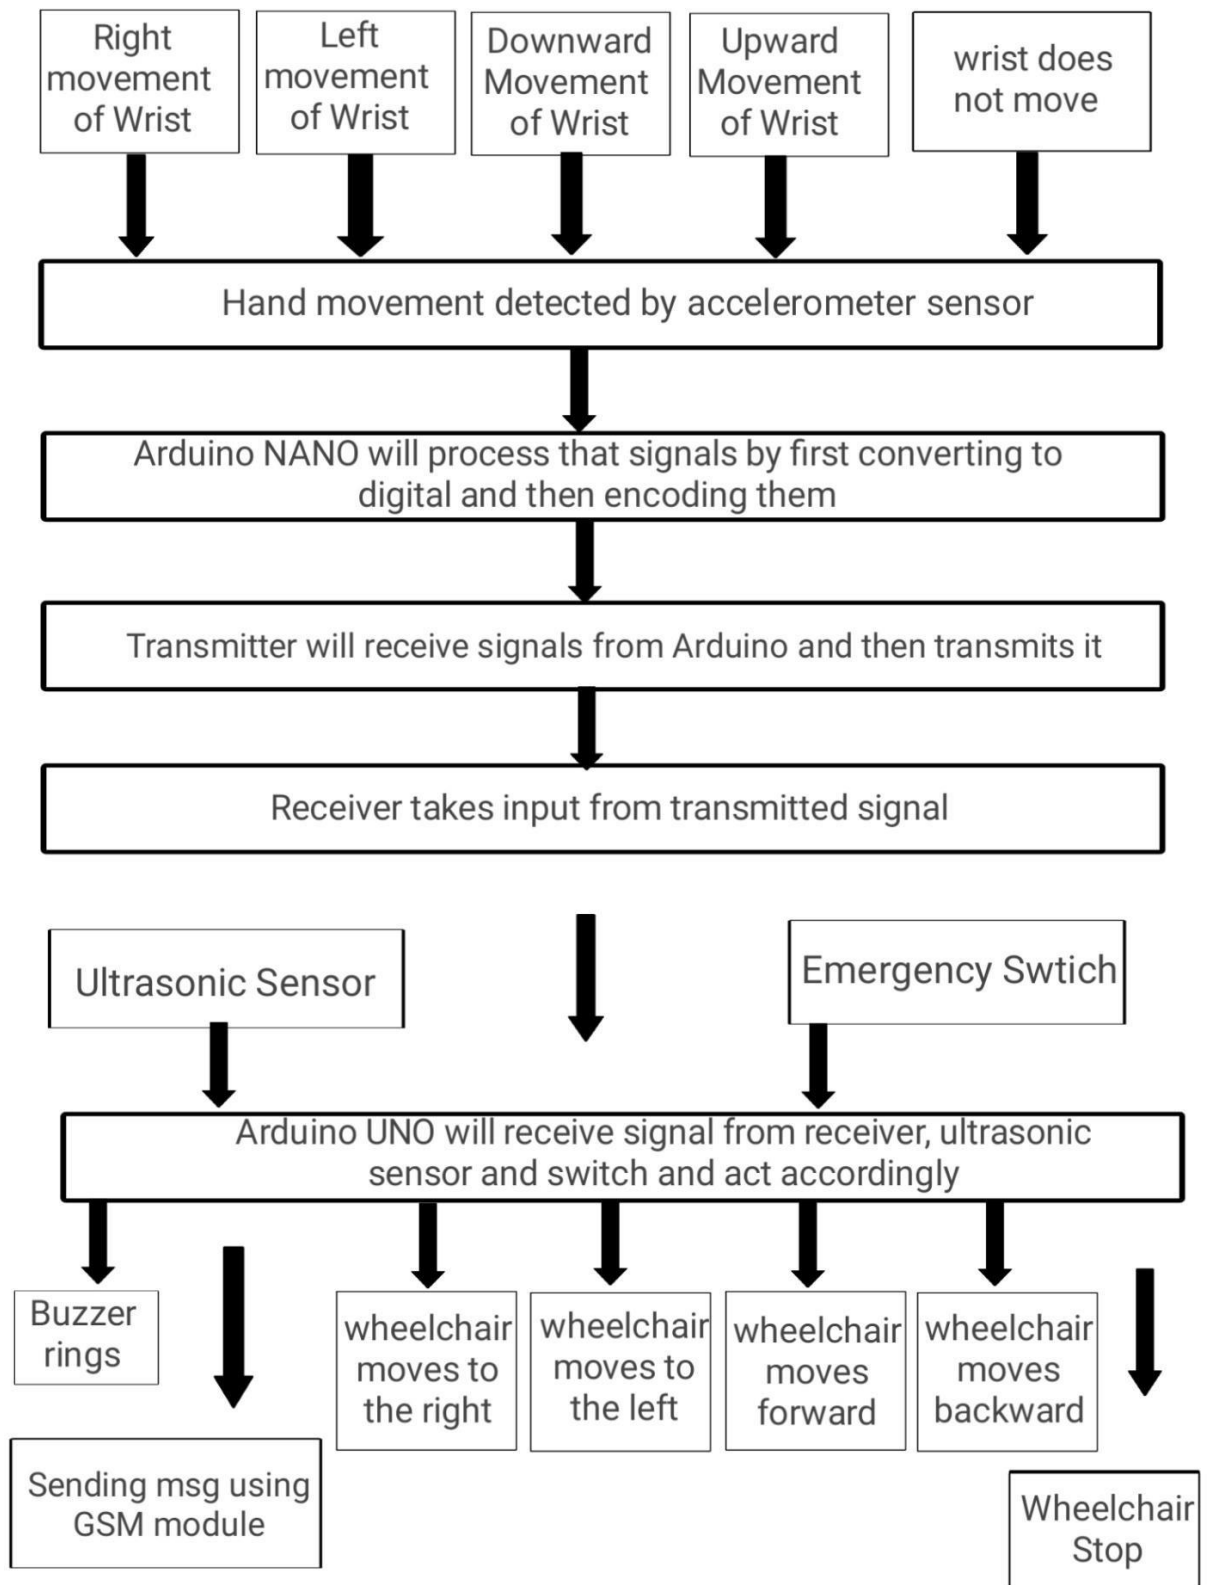 Right
movement
of Wrist
Left
movement
of Wrist
Downward
Movement
of Wrist
Upward
Movement
of Wrist
wrist does
not move
Hand movement detected by accelerometer sensor
Arduino NANO will process that signals by first converting to
digital and then encoding them
Transmitter will receive signals from Arduino and then transmits it
Receiver takes input from transmitted signal
Ultrasonic Sensor
Emergency Swtich
Arduino UNO will receive signal from receiver, ultrasonic
sensor and switch and act accordingly
Buzzer
rings
Sending msg using
GSM module
wheelchair
moves to
the right
wheelchair
moves to
the left
wheelchair
moves
forward
wheelchair
moves
backward
Wheelchair
Stop